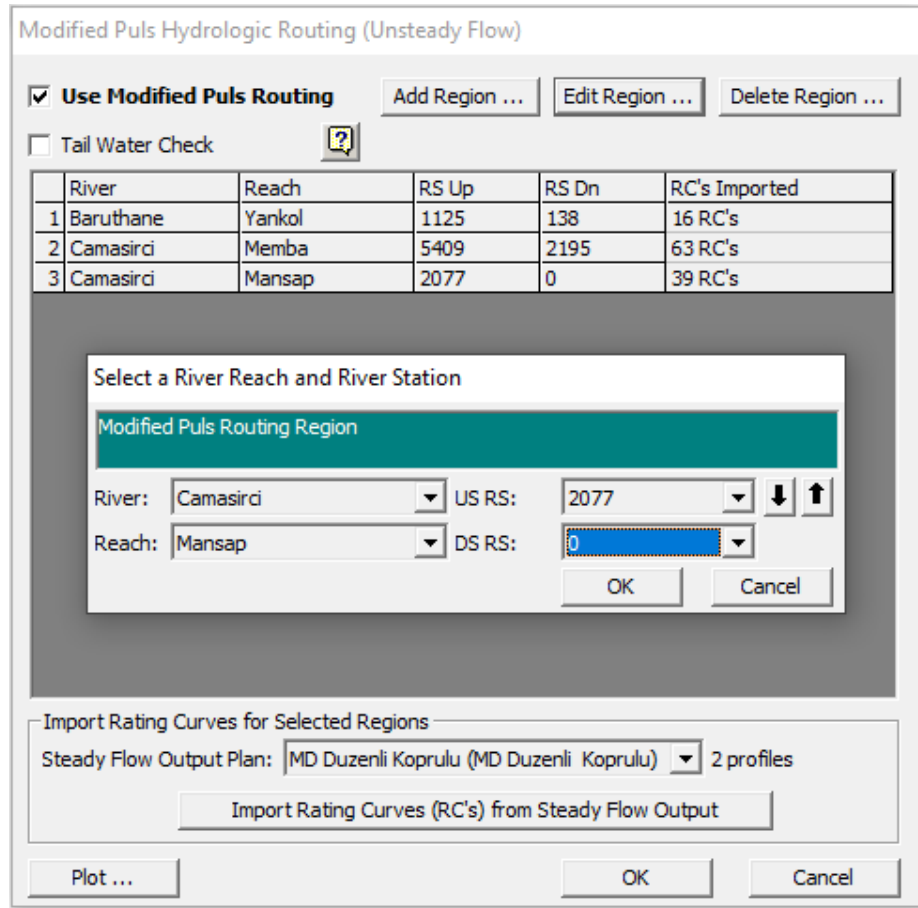 Modified Puls Hydrologic Routing (Unsteady Flow)
Use Modified Puls Routing Add Region ... Edit Region ... Delete Region ...
Tail Water Check ?
River Reach RS Up RS Dn RC's Imported
1 Baruthane Yankol 1125 138 16 RC's
2 Camasirci Memba 5409 2195 63 RC's
3 Camasirci Mansap 2077 0 39 RC's
Select a River Reach and River Station
Modified Puls Routing Region
River: Camasirci US RS: 2077
Reach: Mansap DS RS: 0
OK Cancel
Import Rating Curves for Selected Regions
Steady Flow Output Plan: MD Duzenli Koprulu (MD Duzenli Koprulu) 2 profiles
Import Rating Curves (RC's) from Steady Flow Output
Plot ... OK Cancel